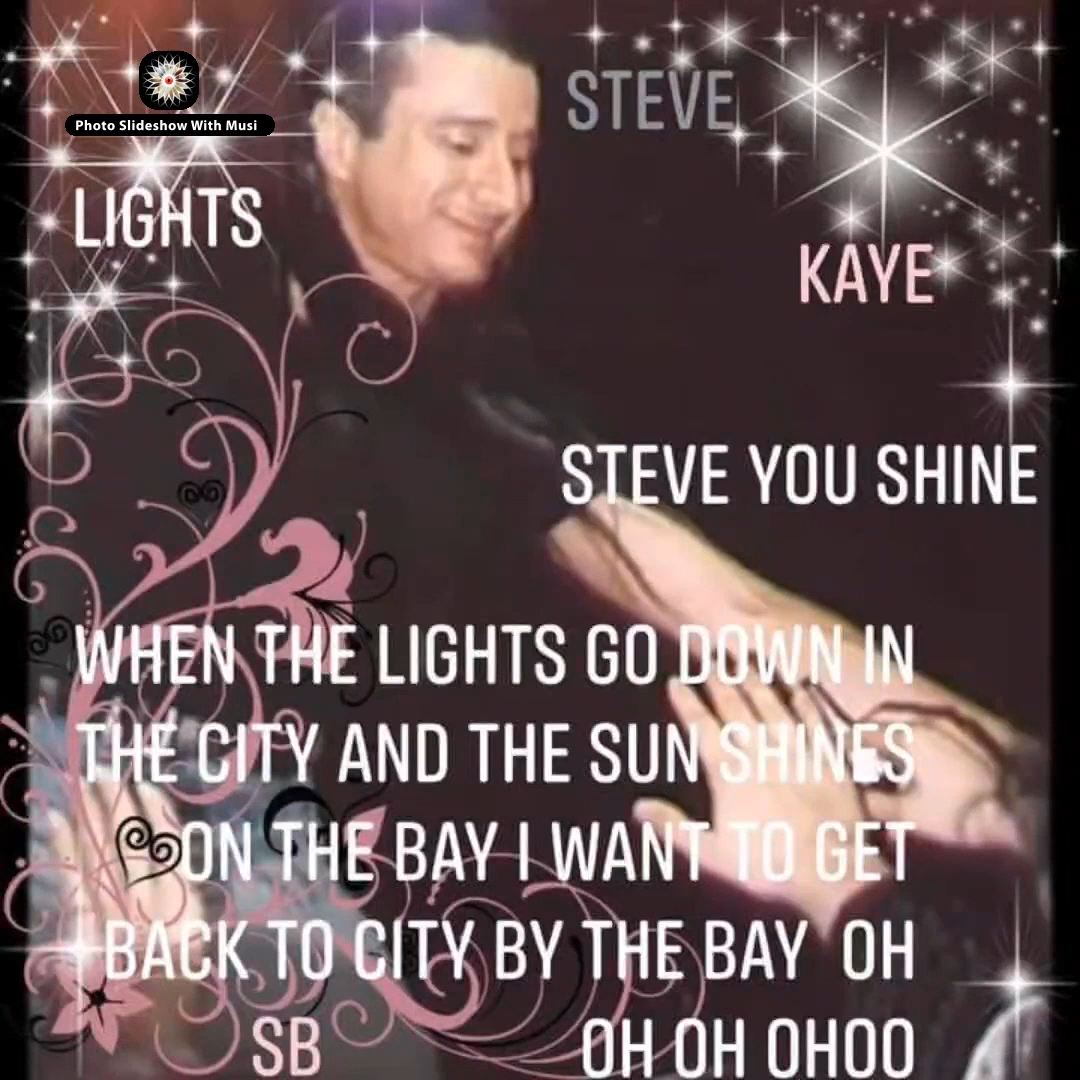 Photo Slideshow With Musi
STEVE
LIGHTS
KAYE
STEVE YOU SHINE
WHEN THE LIGHTS GO DOWN IN
THE CITY AND THE SUN SHINES
ON THE BAY I WANT TO GET
BACK TO CITY BY THE BAY OH
SB OH OH OHOO